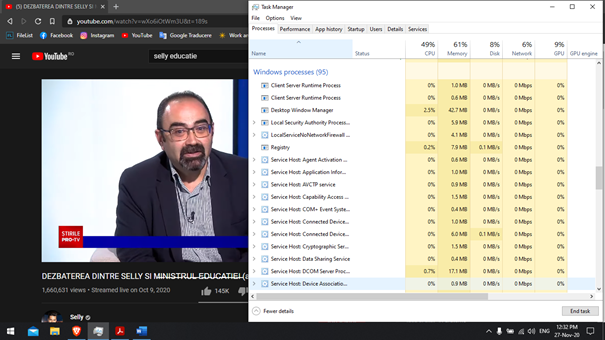 (5) DEZBATEREA DINTRE SELLY SI
youtube.com/watch?v=wXo6iOtWm3U&t=189s
FileList
Facebook
Instagram
YouTube
Google Traducere
Work an
YouTube RO
selly educatie
STIRILE
PRO•TV
DEZBATEREA DINTRE SELLY SI MINISTRUL EDUCATIEI (a
1,660,631 views • Streamed live on Oct 9, 2020
145K
Selly
Task Manager
File Options View
Processes Performance App history Startup Users Details Services
49% 61% 8% 6% 9%
Name Status CPU Memory Disk Network GPU GPU engine
Windows processes (95)
Client Server Runtime Process 0% 1.0 MB 0 MB/s 0 Mbps 0%
Client Server Runtime Process 0% 0.6 MB 0 MB/s 0 Mbps 0%
Desktop Window Manager 2.5% 42.7 MB 0 MB/s 0 Mbps 0%
Local Security Authority Process... 0% 5.9 MB 0 MB/s 0 Mbps 0%
LocalServiceNoNetworkFirewall ... 0% 4.1 MB 0 MB/s 0 Mbps 0%
Registry 0.2% 7.9 MB 0.1 MB/s 0 Mbps 0%
Service Host: Agent Activation ... 0% 0.6 MB 0 MB/s 0 Mbps 0%
Service Host: Application Infor... 0% 1.0 MB 0 MB/s 0 Mbps 0%
Service Host: AVCTP service 0% 0.9 MB 0 MB/s 0 Mbps 0%
Service Host: Capability Access ... 0% 1.5 MB 0 MB/s 0 Mbps 0%
Service Host: COM+ Event Syste... 0% 0.4 MB 0 MB/s 0 Mbps 0%
Service Host: Connected Device... 0% 1.0 MB 0 MB/s 0 Mbps 0%
Service Host: Connected Device... 0% 6.0 MB 0.1 MB/s 0 Mbps 0%
Service Host: Cryptographic Ser... 0% 1.5 MB 0 MB/s 0 Mbps 0%
Service Host: Data Sharing Service 0% 0.4 MB 0 MB/s 0 Mbps 0%
Service Host: DCOM Server Proc... 0.7% 17.1 MB 0 MB/s 0 Mbps 0%
Service Host: Device Associatio... 0% 0.9 MB 0 MB/s 0 Mbps 0%
Fewer details
End task
ENG
12:32 PM
27-Nov-20